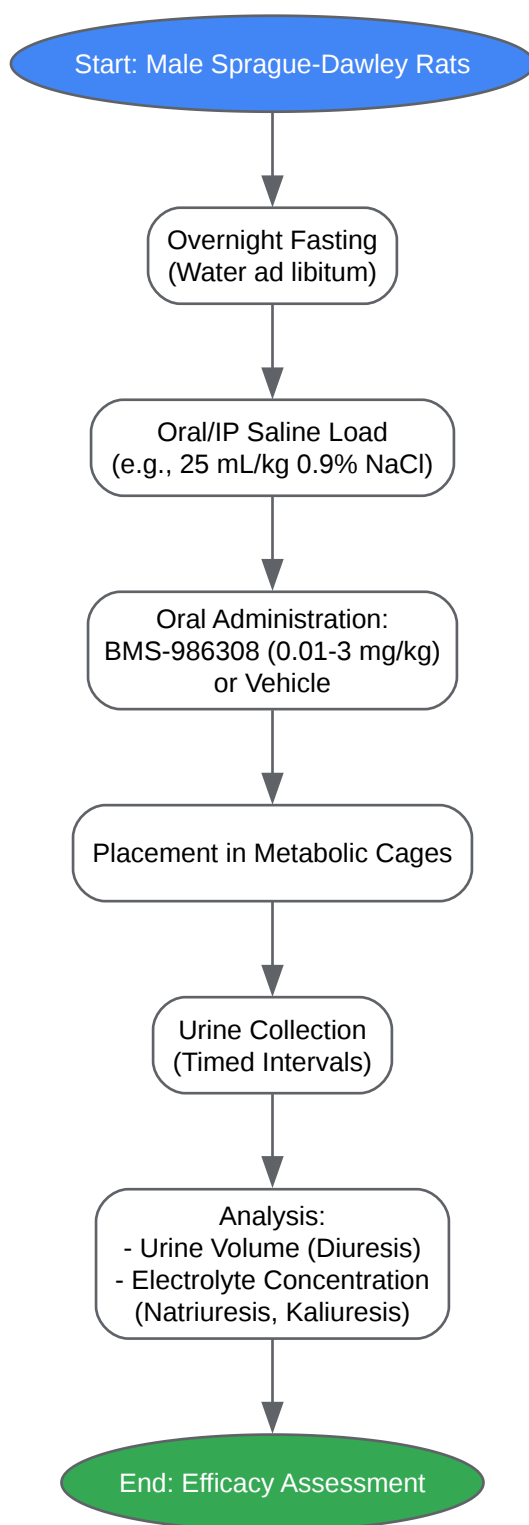 Start: Male Sprague-Dawley Rats
Overnight Fasting
(Water ad libitum)
Oral/IP Saline Load
(e.g., 25 mL/kg 0.9% NaCl)
Oral Administration:
BMS-986308 (0.01-3 mg/kg)
or Vehicle
Placement in Metabolic Cages
Urine Collection
(Timed Intervals)
Analysis:
- Urine Volume (Diuresis)
- Electrolyte Concentration
(Natriuresis, Kaliuresis)
End: Efficacy Assessment